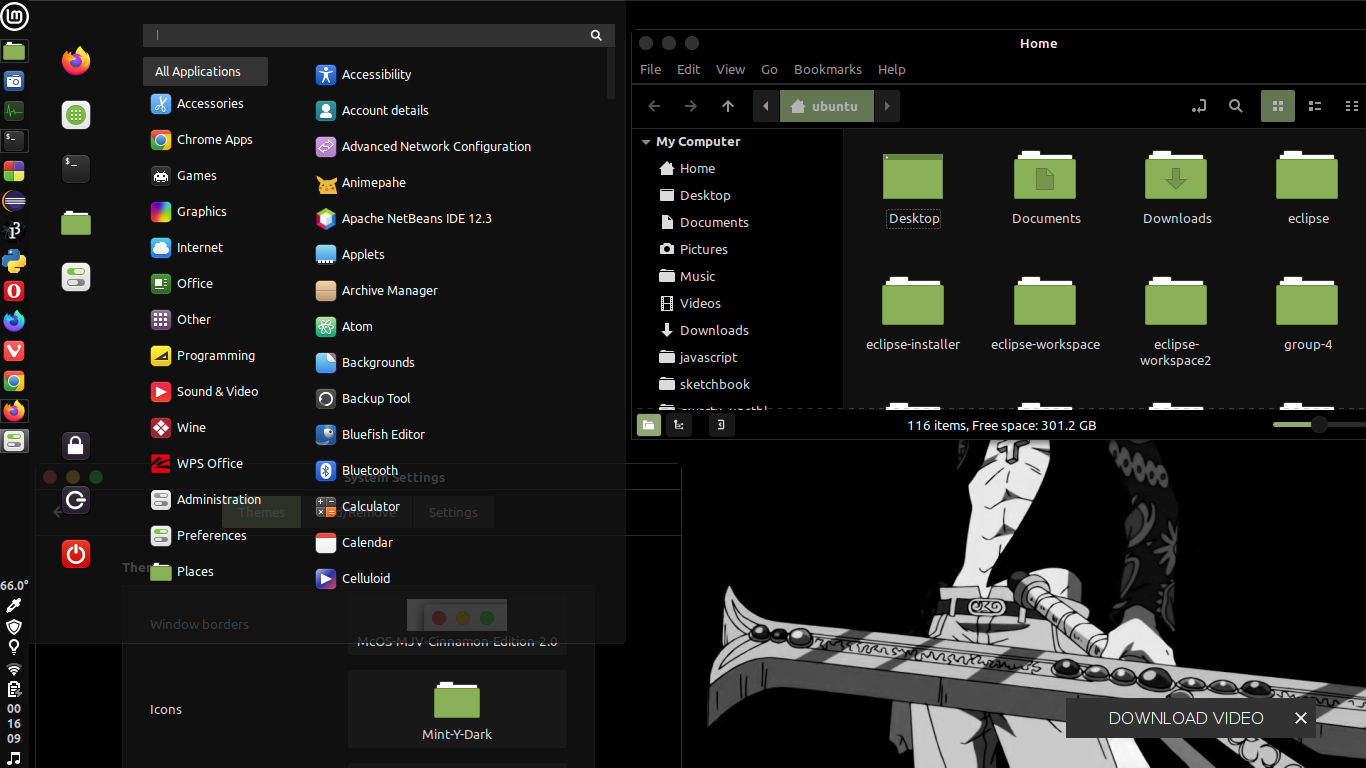 All Applications
Accessories
Chrome Apps
Games
Graphics
Internet
Office
Other
Programming
Sound & Video
Wine
WPS Office
Administration
Preferences
Places
Accessibility
Account details
Advanced Network Configuration
Animepahe
Apache NetBeans IDE 12.3
Applets
Archive Manager
Atom
Backgrounds
Backup Tool
Bluefish Editor
Bluetooth
Calculator
Calendar
Celluloid
Home
File Edit View Go Bookmarks Help
ubuntu
My Computer
Home
Desktop
Documents
Pictures
Music
Videos
Downloads
javascript
sketchbook
Desktop
Documents
Downloads
eclipse
eclipse-installer
eclipse-workspace
eclipse-
workspace2
group-4
116 items, Free space: 301.2 GB
System Settings
Themes
Settings
Window borders
McOS-MJV-Cinnamon-Edition-2.0
Icons
Mint-Y-Dark
66.0°
00
16
09
DOWNLOAD VIDEO